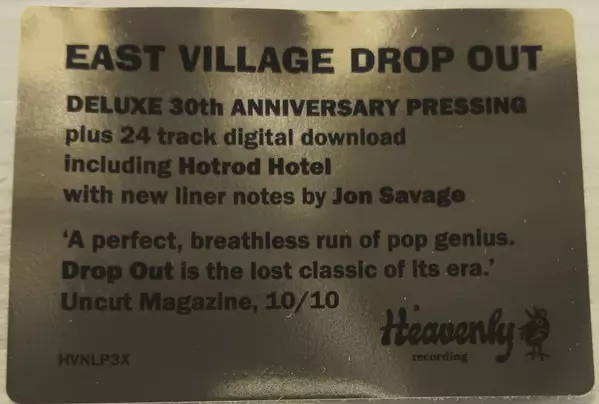 EAST VILLAGE DROP OUT
DELUXE 30th ANNIVERSARY PRESSING
plus 24 track digital download
including Hotrod Hotel
with new liner notes by Jon Savage
‘A perfect, breathless run of pop genius.
Drop Out is the lost classic of its era.’
Uncut Magazine, 10/10
Heavenly
recording
HVNLP3X